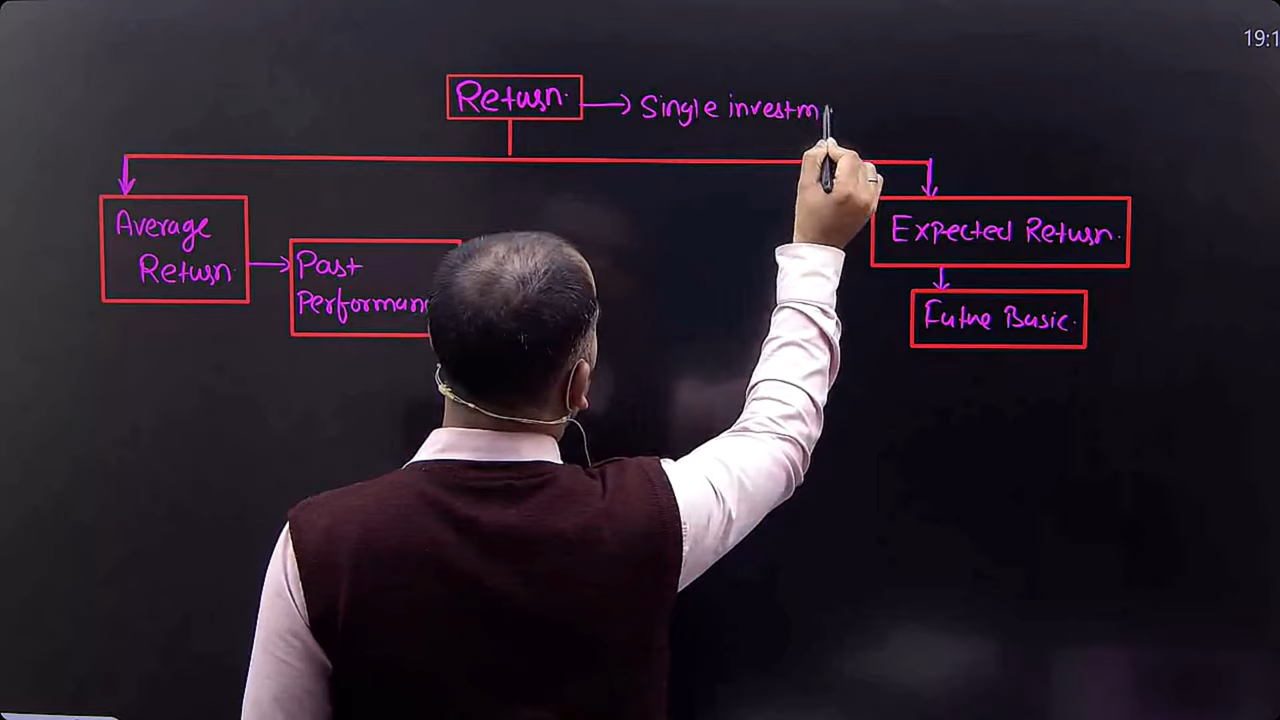 19:1
Return.
Single investm
Average
Return.
Past
Performan
Expected Return.
Future Basic.